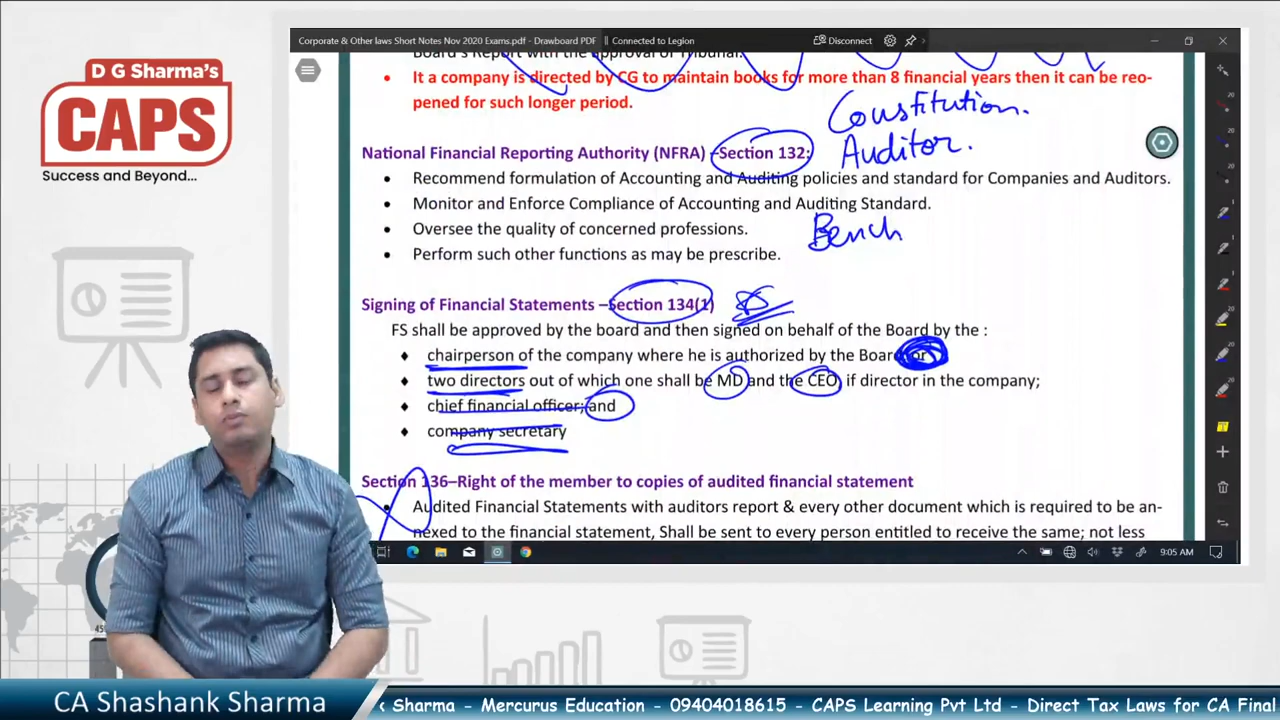 D G Sharma's
CAPS
Success and Beyond...
Corporate & Other laws Short Notes Nov 2020 Exams.pdf - Drawboard PDF
Connected to Legion
Disconnect
Board's Report with the approval of Tribunal.
• It a company is directed by CG to maintain books for more than 8 financial years then it can be reo-
pened for such longer period.
Constitution.
National Financial Reporting Authority (NFRA) –Section 132:
Auditor.
• Recommend formulation of Accounting and Auditing policies and standard for Companies and Auditors.
• Monitor and Enforce Compliance of Accounting and Auditing Standard.
• Oversee the quality of concerned professions.
Bench
• Perform such other functions as may be prescribe.
Signing of Financial Statements –Section 134(1)
FS shall be approved by the board and then signed on behalf of the Board by the :
♦ chairperson of the company where he is authorized by the Board or
♦ two directors out of which one shall be MD and the CEO, if director in the company;
♦ chief financial officer; and
♦ company secretary
Section 136–Right of the member to copies of audited financial statement
• Audited Financial Statements with auditors report & every other document which is required to be an-
nexed to the financial statement, Shall be sent to every person entitled to receive the same; not less
9:05 AM
CA Shashank Sharma
Sharma - Mercurus Education - 09404018615 - CAPS Learning Pvt Ltd - Direct Tax Laws for CA Final